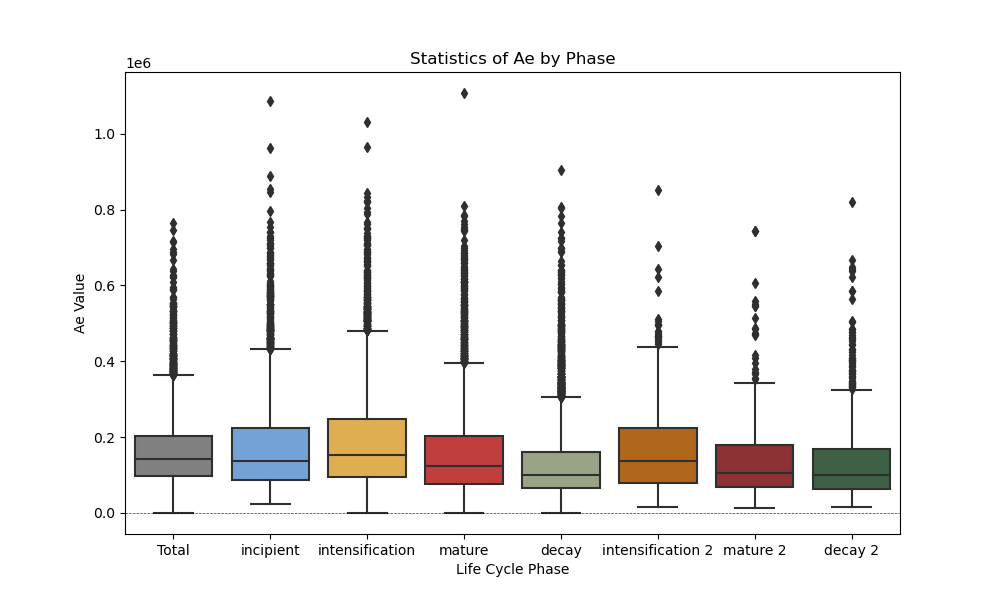 Statistics of Ae by Phase
1e6
1.0
0.8
0.6
0.4
0.2
0.0
Ae Value
Total incipient intensification mature decay intensification 2 mature 2 decay 2
Life Cycle Phase